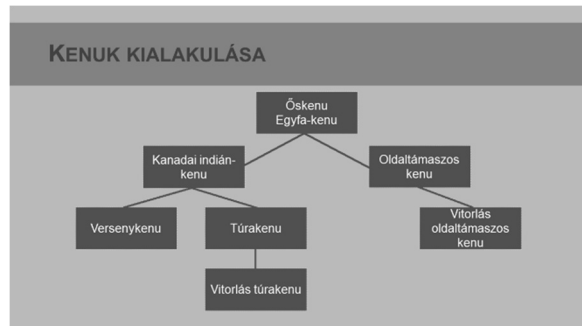 KENUK KIALAKULÁSA
Őskenu
Egyfa-kenu
Kanadai indián-
kenu
Oldaltámaszos
kenu
Versenykenu
Túrakenu
Vitorlás
oldaltámaszos
kenu
Vitorlás túrakenu